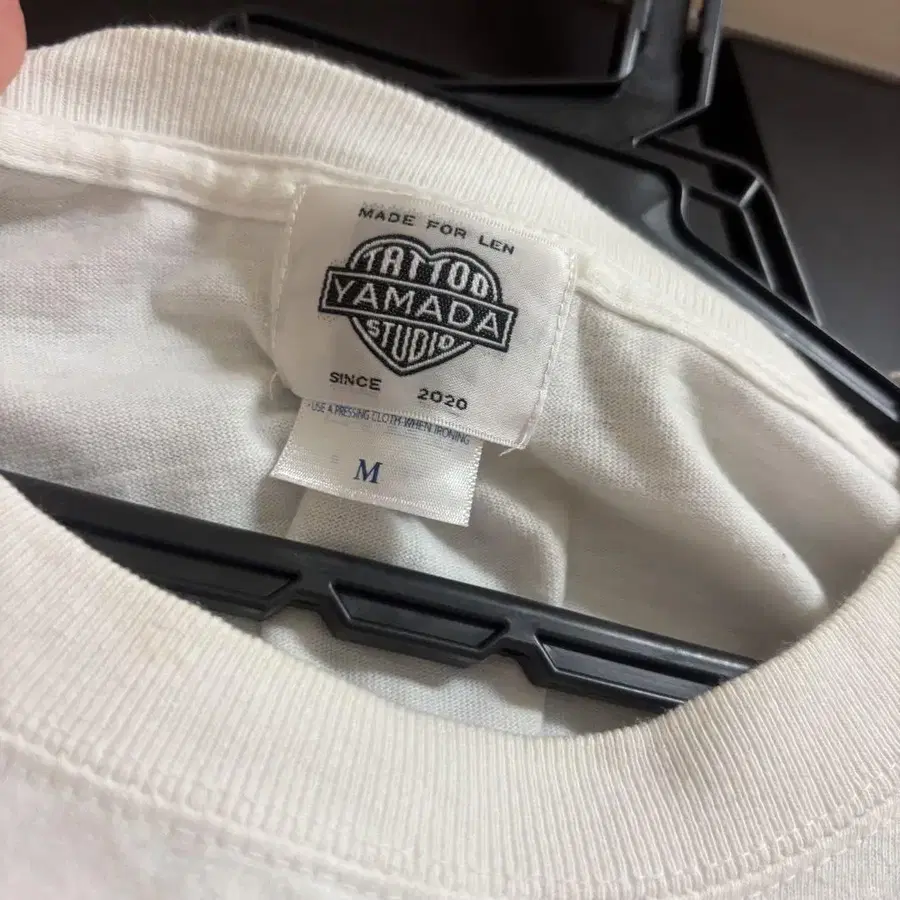 MADE FOR LEN
TATTOO
YAMADA
STUDIO
SINCE 2020
·USE A PRESSING CLOTH WHEN IRONING
M